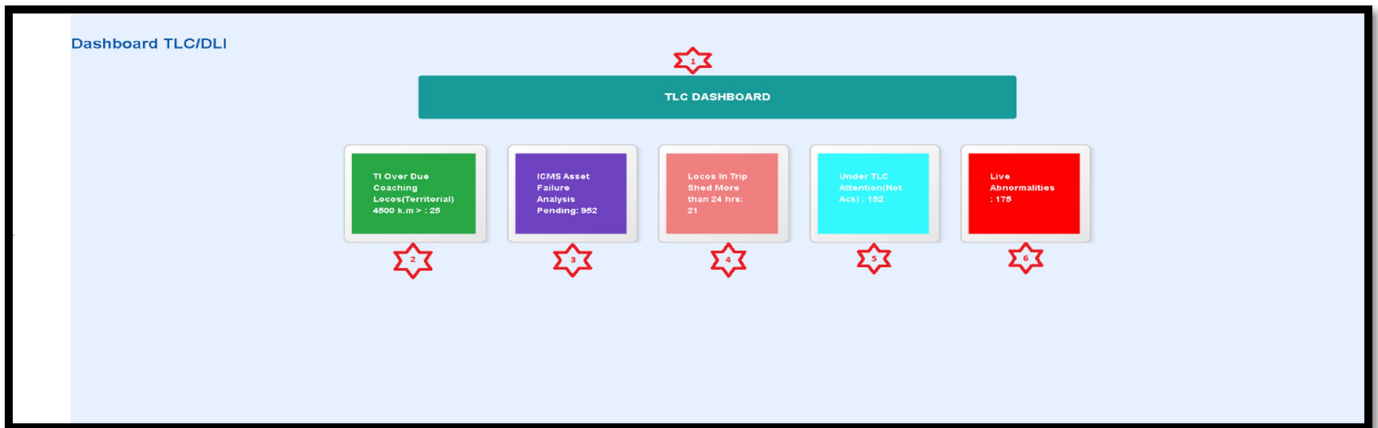 Dashboard TLC/DLI
1
TLC DASHBOARD
TI Over Due
Coaching
Locos(Territorial)
4500 k.m > : 25
ICMS Asset
Failure
Analysis
Pending: 952
Locos In Trip
Shed More
than 24 hrs:
21
Under TLC
Attention(Not
Ack) : 152
Live
Abnormalities
: 175
2
3
4
5
6